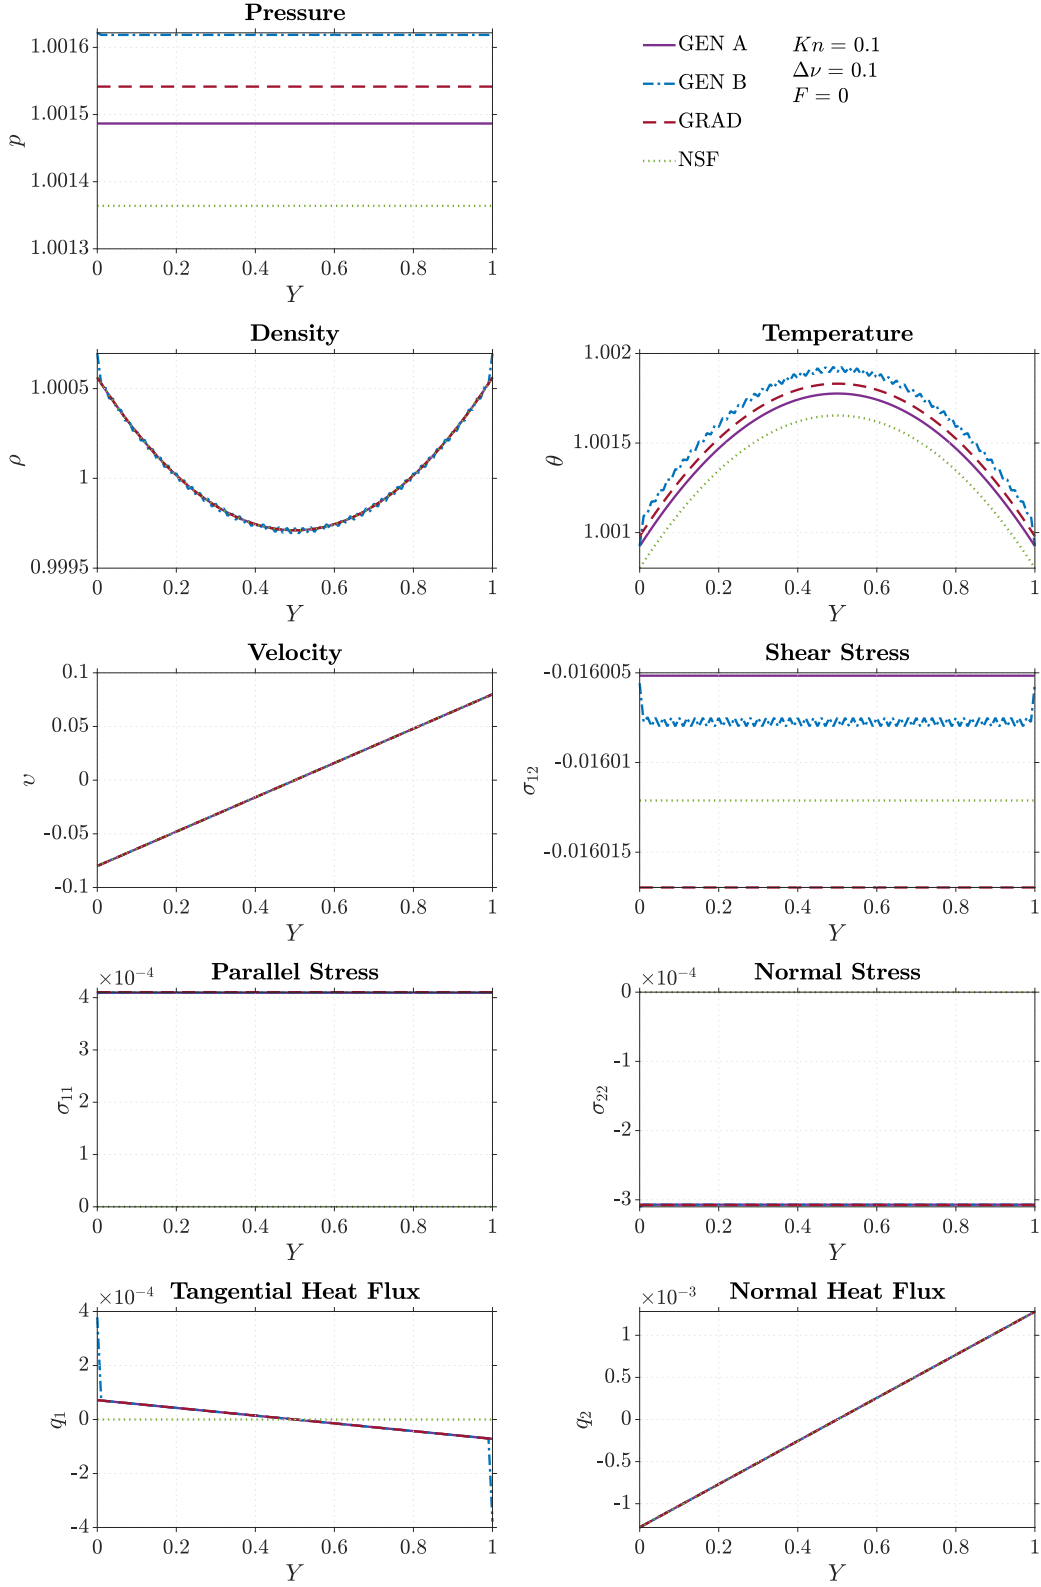 Pressure
1.0016
1.0015
1.0014
1.0013
p
0 0.2 0.4 0.6 0.8 1
Y
GEN A
GEN B
GRAD
NSF
Kn = 0.1
Δν = 0.1
F = 0
Density
1.0005
1
0.9995
ρ
0 0.2 0.4 0.6 0.8 1
Y
Temperature
1.002
1.0015
1.001
θ
0 0.2 0.4 0.6 0.8 1
Y
Velocity
0.1
0.05
0
-0.05
-0.1
v
0 0.2 0.4 0.6 0.8 1
Y
Shear Stress
-0.016005
-0.01601
-0.016015
σ₁₂
0 0.2 0.4 0.6 0.8 1
Y
Parallel Stress
×10⁻⁴
4
3
2
1
0
σ₁₁
0 0.2 0.4 0.6 0.8 1
Y
Normal Stress
×10⁻⁴
0
-1
-2
-3
σ₂₂
0 0.2 0.4 0.6 0.8 1
Y
Tangential Heat Flux
×10⁻⁴
4
2
0
-2
-4
q₁
0 0.2 0.4 0.6 0.8 1
Y
Normal Heat Flux
×10⁻³
1
0.5
0
-0.5
-1
q₂
0 0.2 0.4 0.6 0.8 1
Y